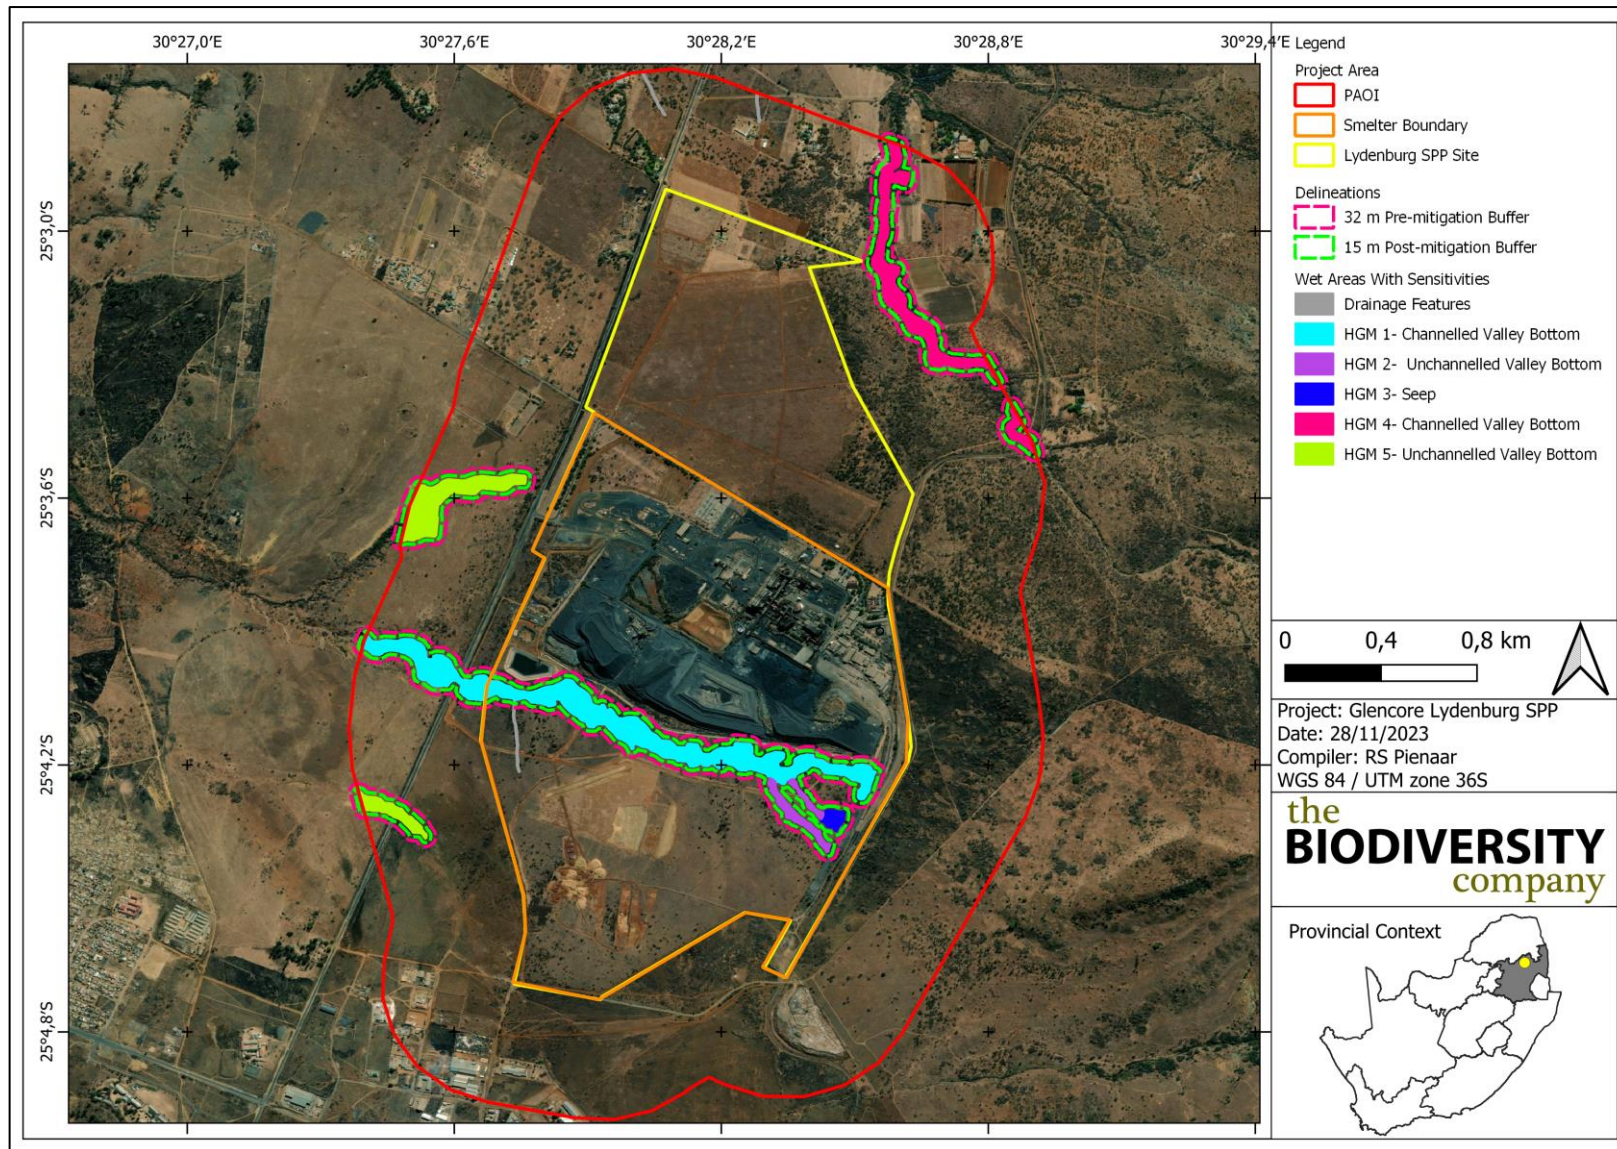 30°27,0'E
30°27,6'E
30°28,2'E
30°28,8'E
30°29,4'E
25°3,0'S
25°3,6'S
25°4,2'S
25°4,8'S
Legend
Project Area
PAOI
Smelter Boundary
Lydenburg SPP Site
Delineations
32 m Pre-mitigation Buffer
15 m Post-mitigation Buffer
Wet Areas With Sensitivities
Drainage Features
HGM 1- Channelled Valley Bottom
HGM 2- Unchannelled Valley Bottom
HGM 3- Seep
HGM 4- Channelled Valley Bottom
HGM 5- Unchannelled Valley Bottom
0 0,4 0,8 km
Project: Glencore Lydenburg SPP
Date: 28/11/2023
Compiler: RS Pienaar
WGS 84 / UTM zone 36S
the
BIODIVERSITY
company
Provincial Context